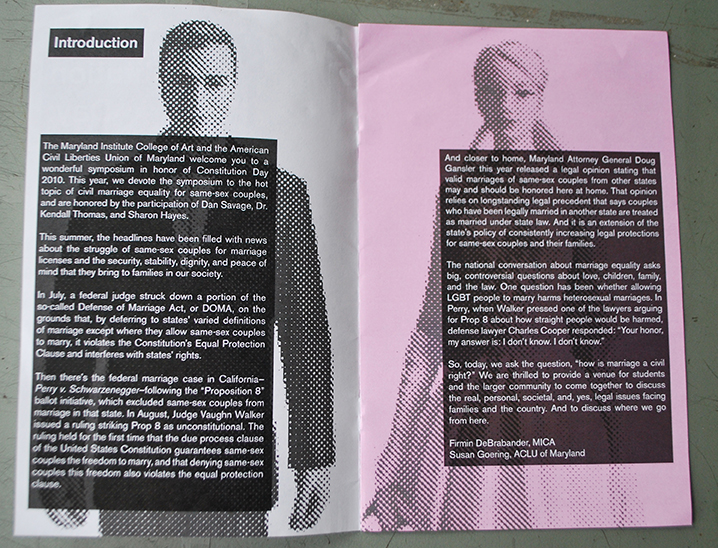 Introduction
The Maryland Institute College of Art and the American
Civil Liberties Union of Maryland welcome you to a
wonderful symposium in honor of Constitution Day
2010. This year, we devote the symposium to the hot
topic of civil marriage equality for same-sex couples,
and are honored by the participation of Dan Savage, Dr.
Kendall Thomas, and Sharon Hayes.
This summer, the headlines have been filled with news
about the struggle of same-sex couples for marriage
licenses and the security, stability, dignity, and peace of
mind that they bring to families in our society.
In July, a federal judge struck down a portion of the
so-called Defense of Marriage Act, or DOMA, on the
grounds that, by deferring to states' varied definitions
of marriage except where they allow same-sex couples
to marry, it violates the Constitution's Equal Protection
Clause and interferes with states' rights.
Then there's the federal marriage case in California–
Perry v. Schwarzenegger–following the "Proposition 8"
ballot initiative, which excluded same-sex couples from
marriage in that state. In August, Judge Vaughn Walker
issued a ruling striking Prop 8 as unconstitutional. The
ruling held for the first time that the due process clause
of the United States Constitution guarantees same-sex
couples the freedom to marry, and that denying same-sex
couples this freedom also violates the equal protection
clause.
And closer to home, Maryland Attorney General Doug
Gansler this year released a legal opinion stating that
valid marriages of same-sex couples from other states
may and should be honored here at home. That opinion
relies on longstanding legal precedent that says couples
who have been legally married in another state are treated
as married under state law. And it is an extension of the
state's policy of consistently increasing legal protections
for same-sex couples and their families.
The national conversation about marriage equality asks
big, controversial questions about love, children, family,
and the law. One question has been whether allowing
LGBT people to marry harms heterosexual marriages. In
Perry, when Walker pressed one of the lawyers arguing
for Prop 8 about how straight people would be harmed,
defense lawyer Charles Cooper responded: "Your honor,
my answer is: I don't know. I don't know."
So, today, we ask the question, "how is marriage a civil
right?" We are thrilled to provide a venue for students
and the larger community to come together to discuss
the real, personal, societal, and, yes, legal issues facing
families and the country. And to discuss where we go
from here.
Firmin DeBrabander, MICA
Susan Goering, ACLU of Maryland